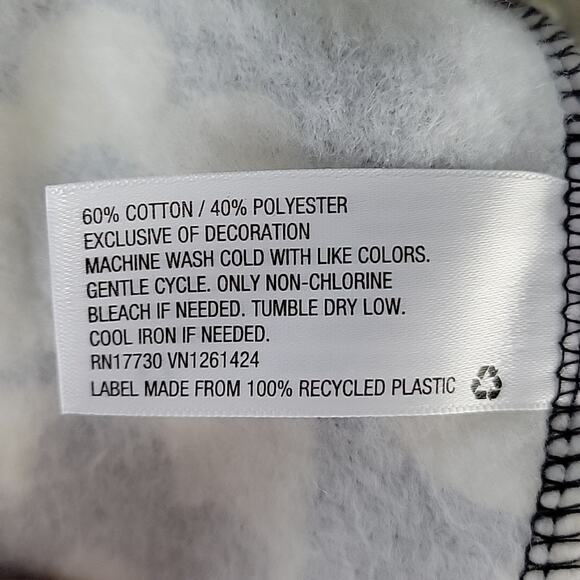 60% COTTON / 40% POLYESTER
EXCLUSIVE OF DECORATION
MACHINE WASH COLD WITH LIKE COLORS.
GENTLE CYCLE. ONLY NON-CHLORINE
BLEACH IF NEEDED. TUMBLE DRY LOW.
COOL IRON IF NEEDED.
RN17730 VN1261424
LABEL MADE FROM 100% RECYCLED PLASTIC